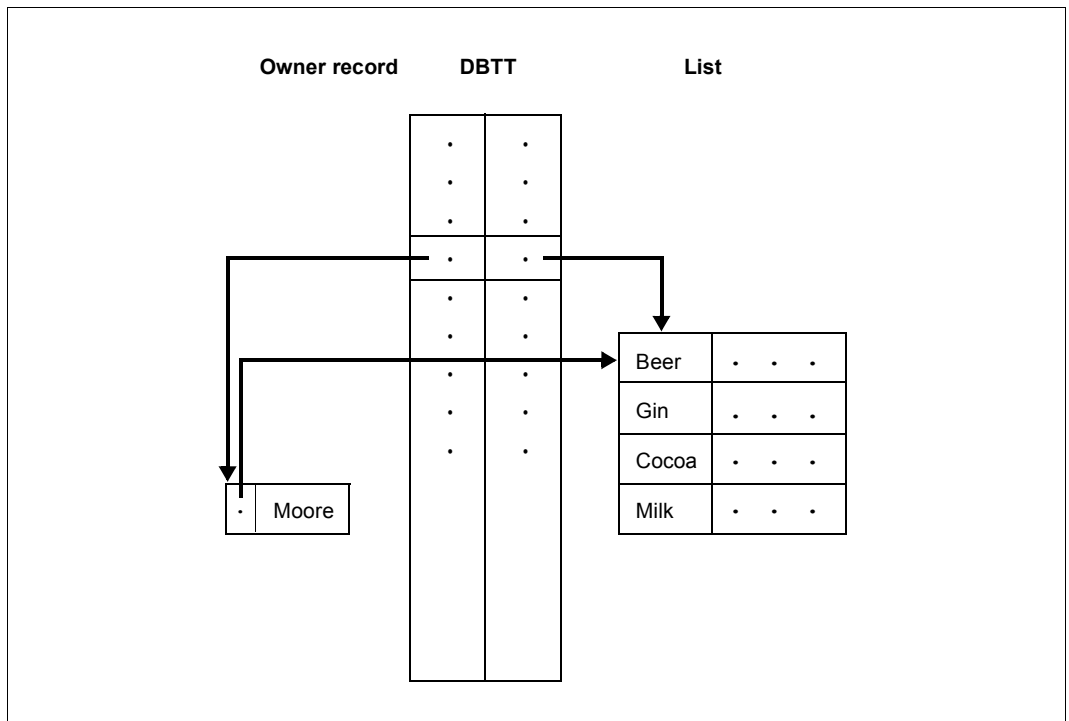 Owner record DBTT List
Beer . . .
Gin . . .
Cocoa . . .
Milk . . .
. Moore